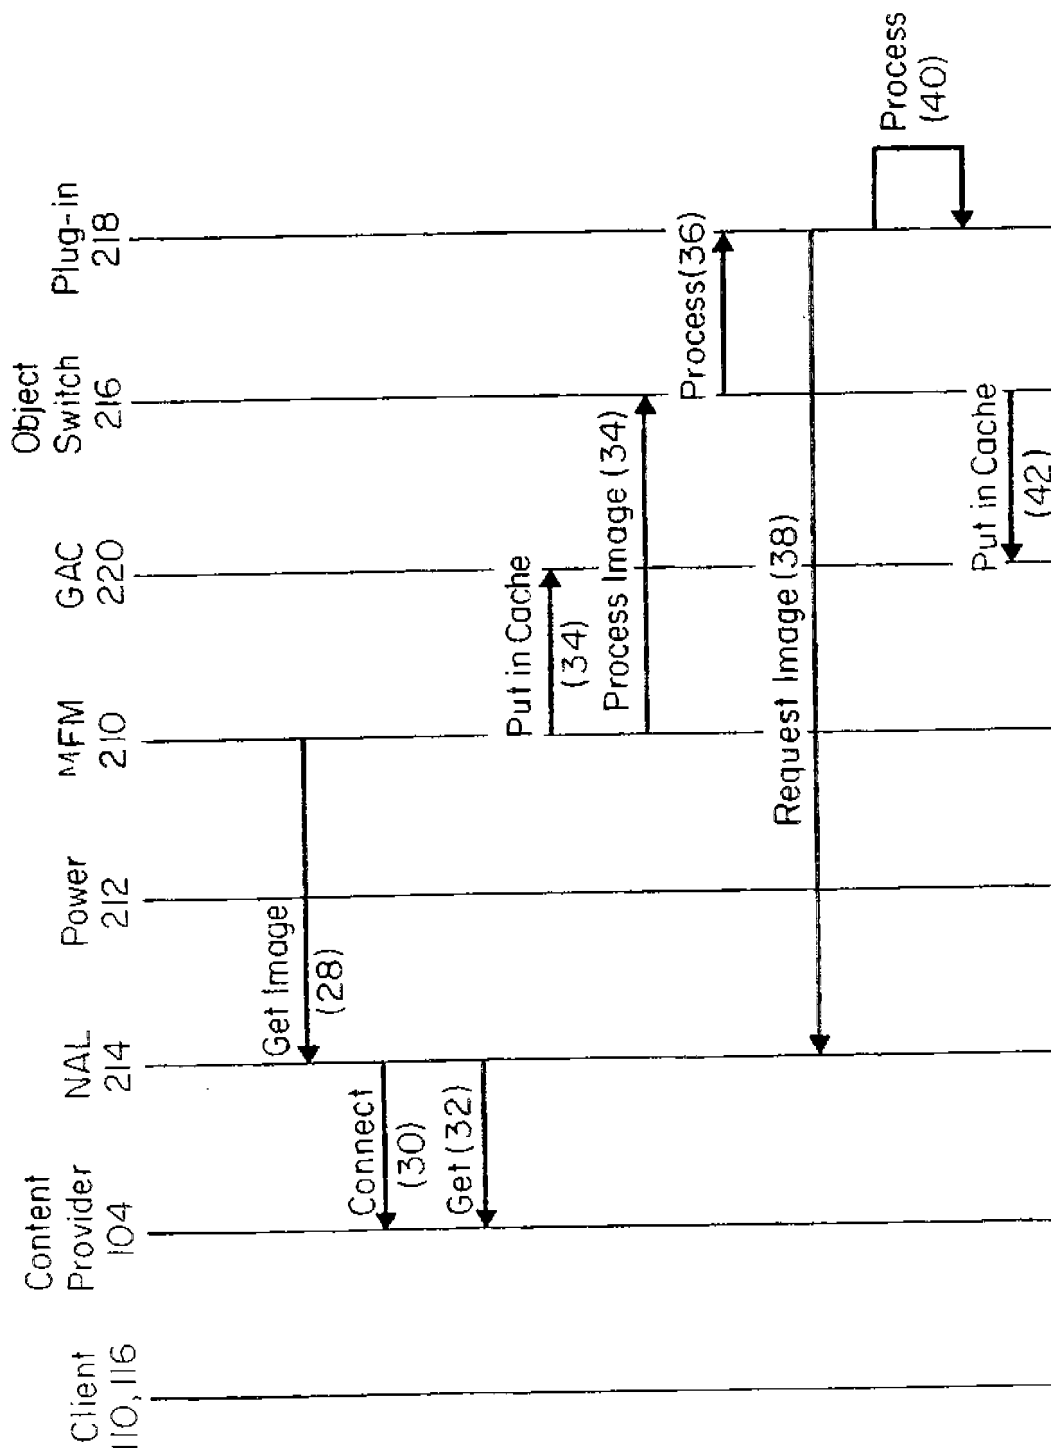 Client
110, 116
Content
Provider
104
NAL
214
Power
212
MFM
210
GAC
220
Object
Switch
216
Plug-in
218
Get Image
(28)
Connect
(30)
Get (32)
Put in Cache
(34)
Process Image (34)
Process(36)
Request Image (38)
Process
(40)
Put in Cache
(42)